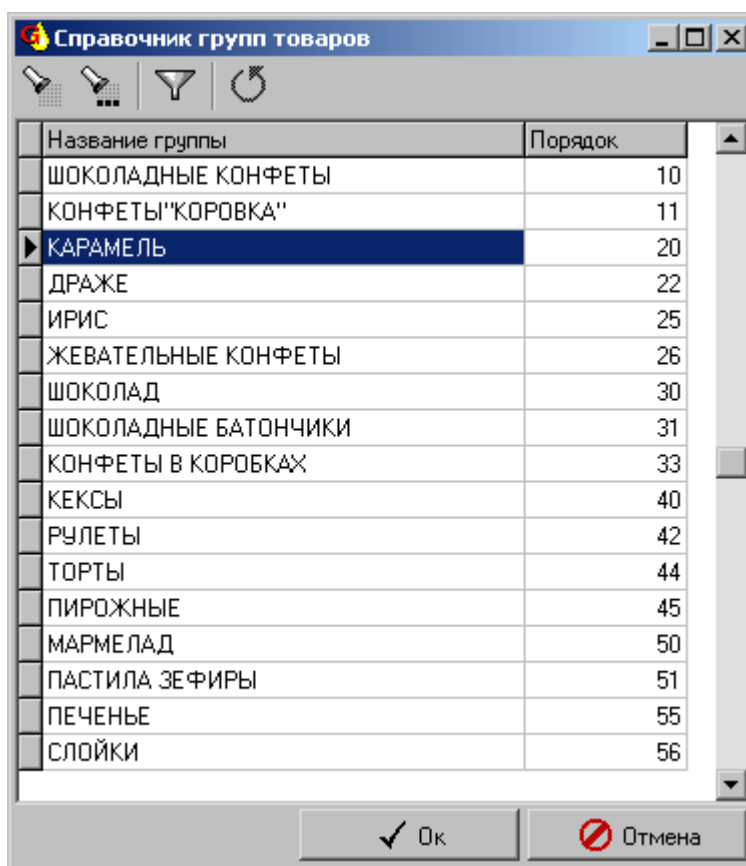 Справочник групп товаров
Название группы Порядок
ШОКОЛАДНЫЕ КОНФЕТЫ 10
КОНФЕТЫ"КОРОВКА" 11
КАРАМЕЛЬ 20
ДРАЖЕ 22
ИРИС 25
ЖЕВАТЕЛЬНЫЕ КОНФЕТЫ 26
ШОКОЛАД 30
ШОКОЛАДНЫЕ БАТОНЧИКИ 31
КОНФЕТЫ В КОРОБКАХ 33
КЕКСЫ 40
РУЛЕТЫ 42
ТОРТЫ 44
ПИРОЖНЫЕ 45
МАРМЕЛАД 50
ПАСТИЛА ЗЕФИРЫ 51
ПЕЧЕНЬЕ 55
СЛОЙКИ 56
Ок Отмена